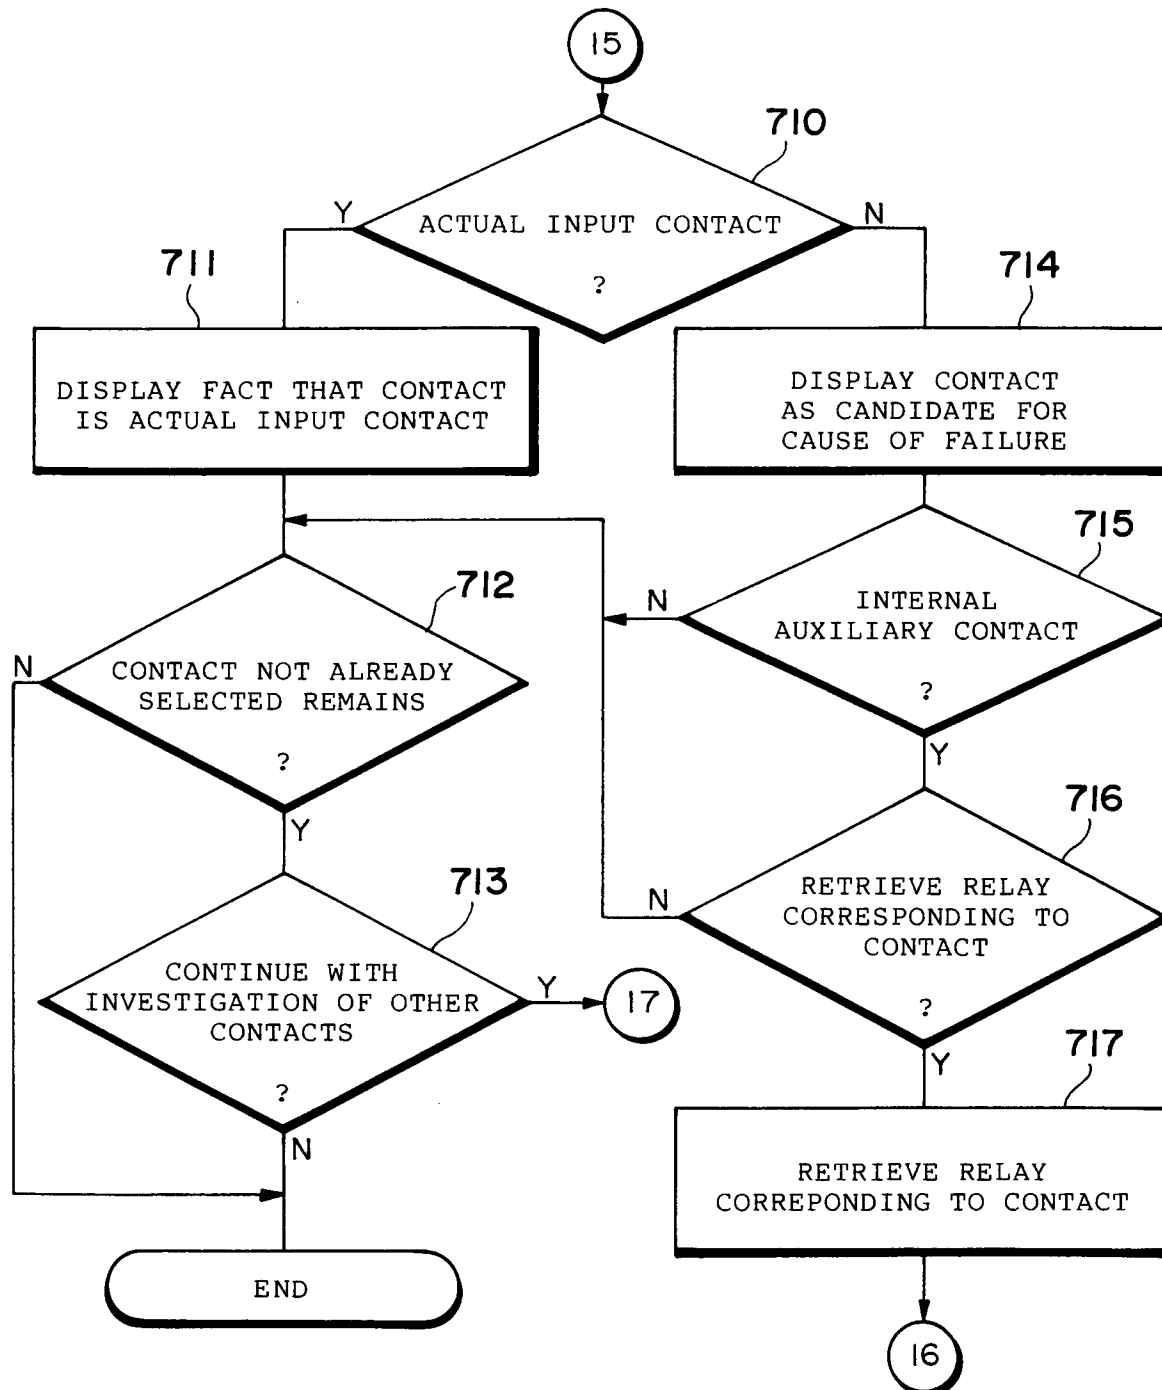 15
710
Y
ACTUAL INPUT CONTACT
?
N
711
DISPLAY FACT THAT CONTACT
IS ACTUAL INPUT CONTACT
714
DISPLAY CONTACT
AS CANDIDATE FOR
CAUSE OF FAILURE
712
N
CONTACT NOT ALREADY
SELECTED REMAINS
?
Y
715
N
INTERNAL
AUXILIARY CONTACT
?
Y
713
CONTINUE WITH
INVESTIGATION OF OTHER
CONTACTS
?
Y
17
N
716
N
RETRIEVE RELAY
CORRESPONDING TO
CONTACT
?
Y
717
RETRIEVE RELAY
CORREPONDING TO CONTACT
END
16